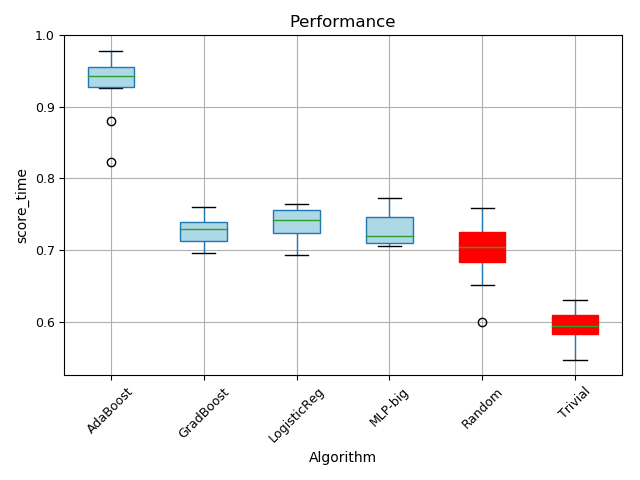 Performance
1.0
0.9
0.8
0.7
0.6
score_time
AdaBoost
GradBoost
LogisticReg
MLP-big
Random
Trivial
Algorithm